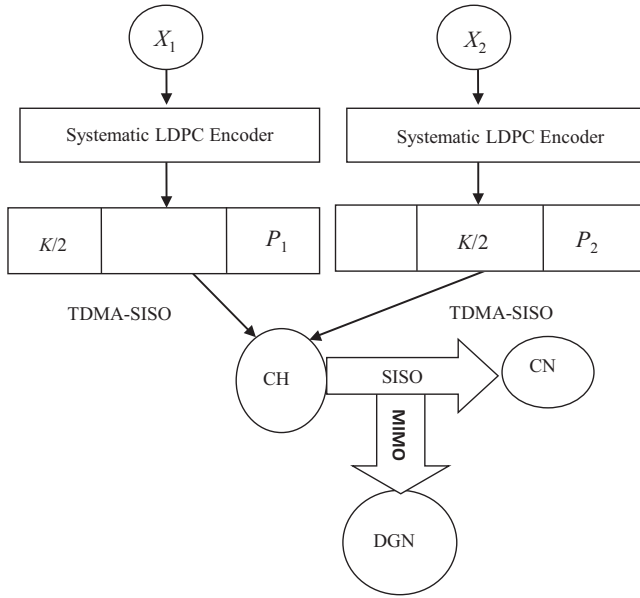 X1
X2
Systematic LDPC Encoder
Systematic LDPC Encoder
K/2
P1
K/2
P2
TDMA-SISO
TDMA-SISO
CH
SISO
CN
MIMO
DGN